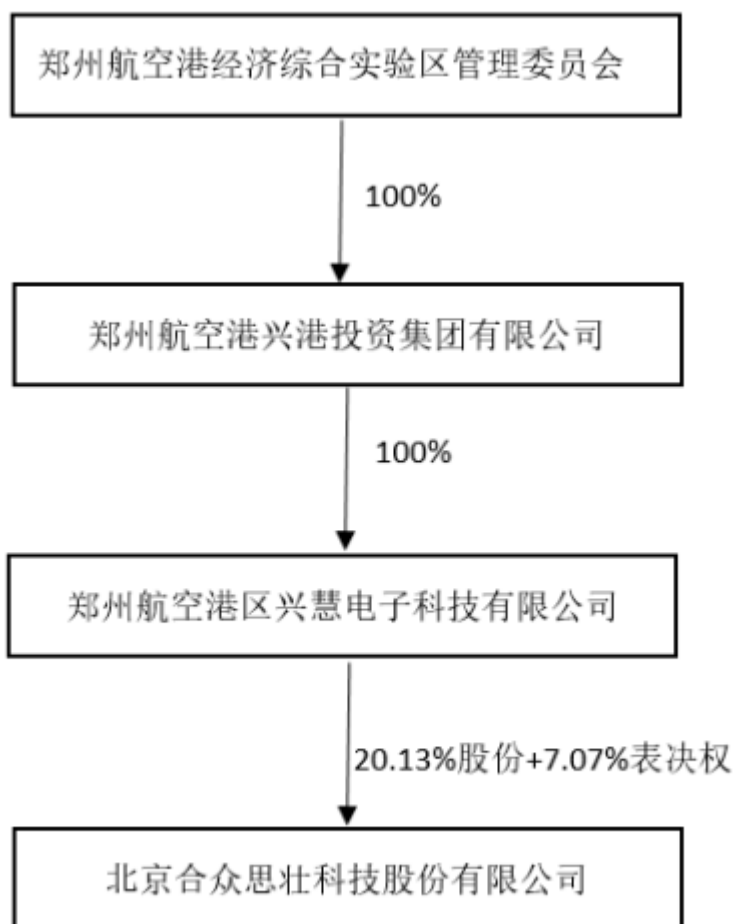 郑州航空港经济综合实验区管理委员会
100%
郑州航空港兴港投资集团有限公司
100%
郑州航空港区兴慧电子科技有限公司
20.13%股份+7.07%表决权
北京合众思壮科技股份有限公司